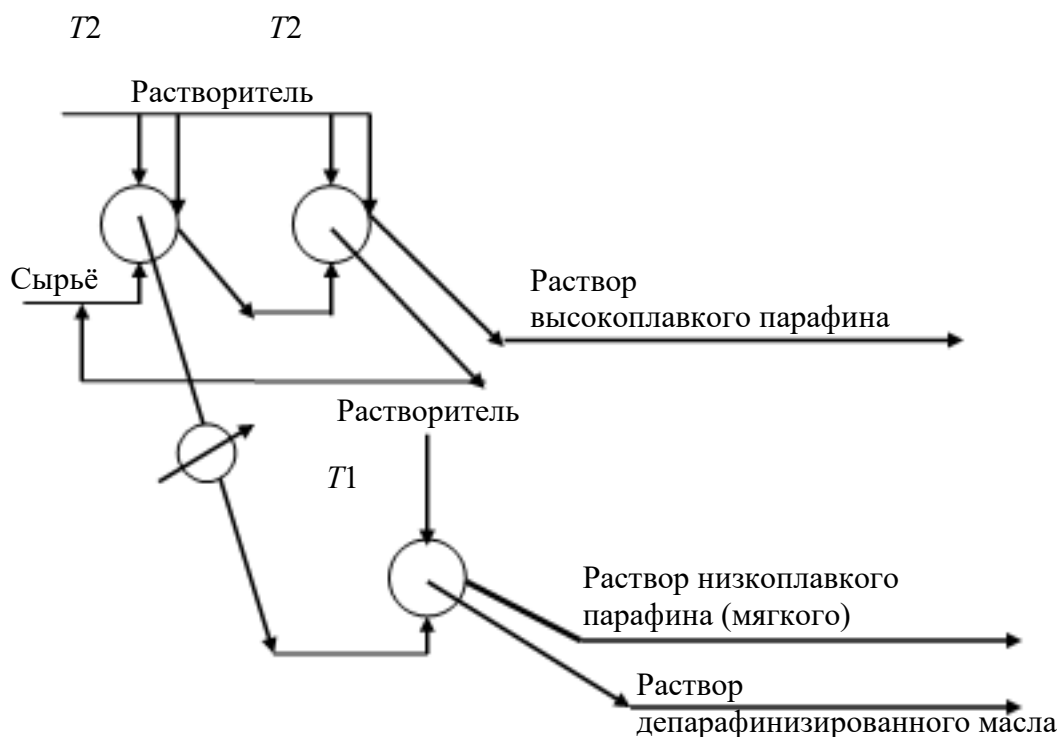 T2 T2
Растворитель
Сырьё
Раствор
высокоплавкого парафина
Растворитель
T1
Раствор низкоплавкого
парафина (мягкого)
Раствор
депарафинизированного масла